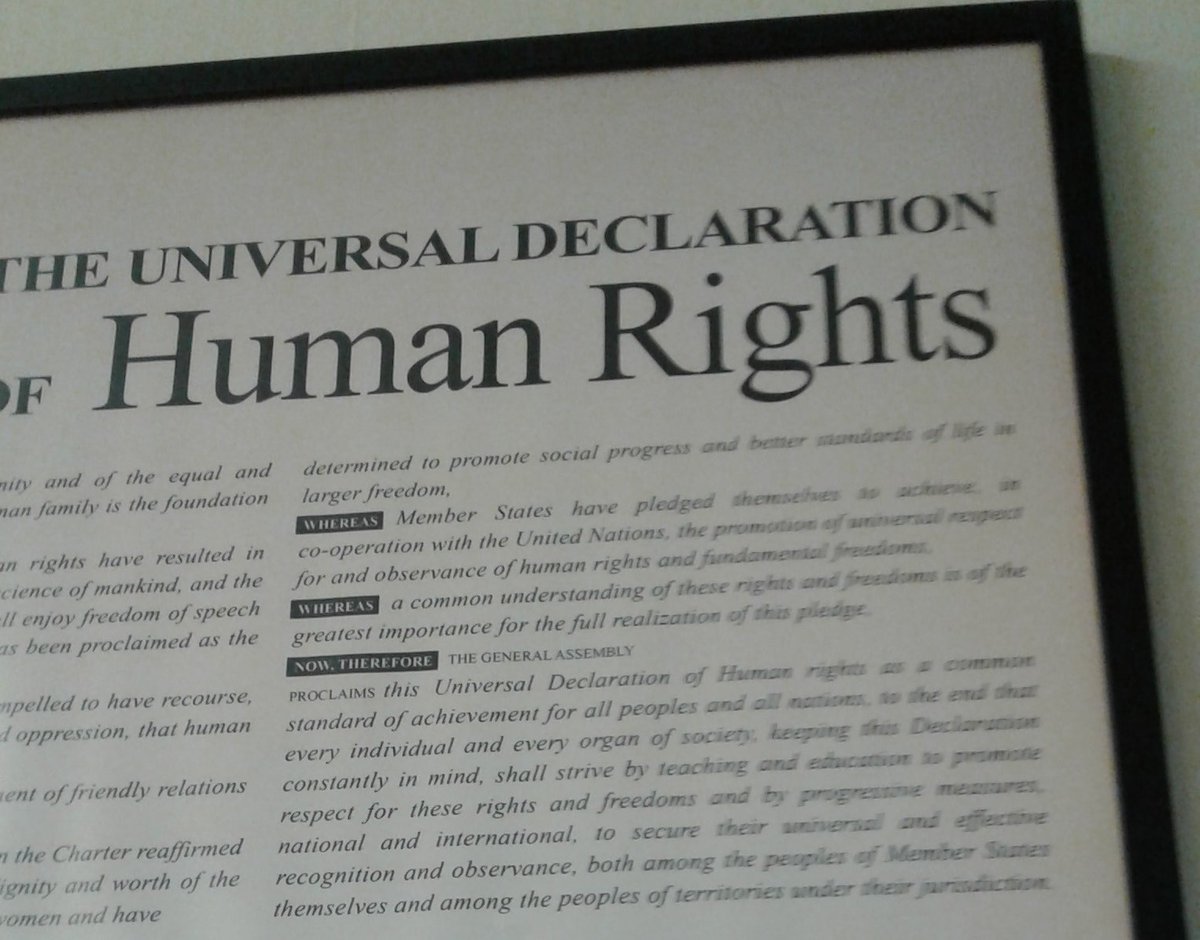 THE UNIVERSAL DECLARATION
OF Human Rights
nity and of the equal and
man family is the foundation
an rights have resulted in
science of mankind, and the
all enjoy freedom of speech
as been proclaimed as the
mpelled to have recourse,
d oppression, that human
ment of friendly relations
n the Charter reaffirmed
ignity and worth of the
women and have
determined to promote social progress and better standards of life in
larger freedom,
WHEREAS Member States have pledged themselves to achieve, in
co-operation with the United Nations, the promotion of universal respect
for and observance of human rights and fundamental freedoms,
WHEREAS a common understanding of these rights and freedoms is of the
greatest importance for the full realization of this pledge,
NOW, THEREFORE THE GENERAL ASSEMBLY
PROCLAIMS this Universal Declaration of Human rights as a common
standard of achievement for all peoples and all nations, to the end that
every individual and every organ of society, keeping this Declaration
constantly in mind, shall strive by teaching and education to promote
respect for these rights and freedoms and by progressive measures,
national and international, to secure their universal and effective
recognition and observance, both among the peoples of Member States
themselves and among the peoples of territories under their jurisdiction.